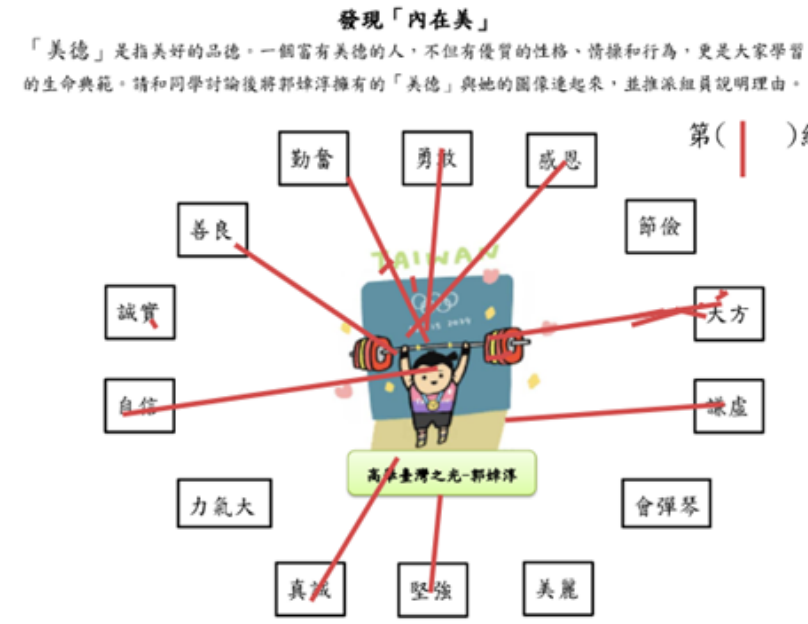 發現「內在美」
「美德」是指美好的品德。一個富有美德的人，不但有優質的性格、情操和行為，更是大家學習
的生命典範。請和同學討論後將郭婞淳擁有的「美德」與她的圖像連起來，並推派組員說明理由。
第( | )組
勤奮
勇敢
感恩
善良
節儉
TAIWAN
誠實
大方
自信
謙虛
高舉臺灣之光-郭婞淳
力氣大
會彈琴
真誠
堅強
美麗